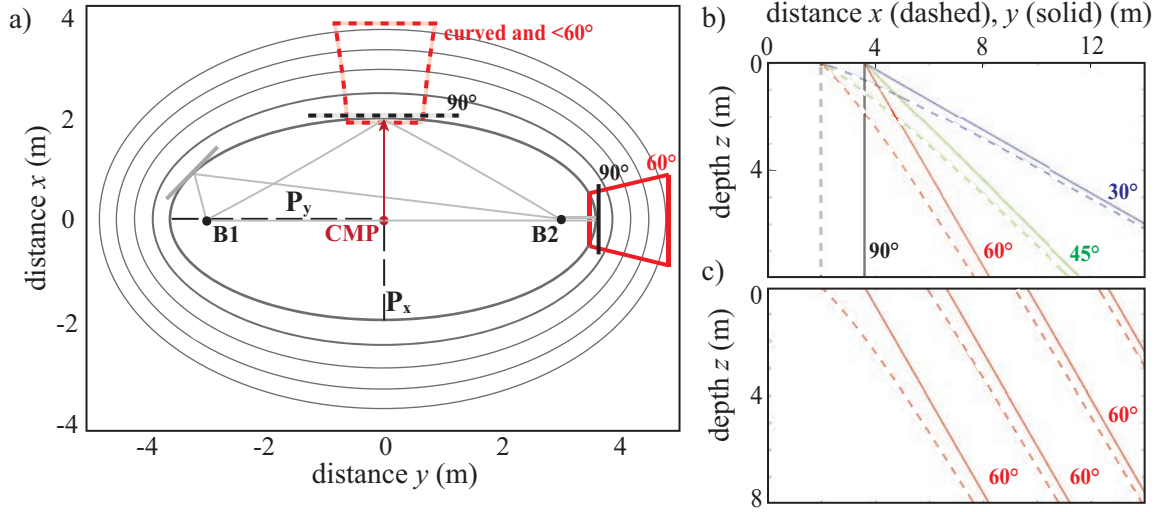 a)
4
2
0
-2
-4
distance x (m)
curved and <60°
90°
90°
60°
P_y
B1
CMP
B2
P_x
-4
-2
0
2
4
distance y (m)
b)
distance x (dashed), y (solid) (m)
0
4
8
12
0
4
depth z (m)
30°
90°
60°
45°
c)
0
4
8
depth z (m)
60°
60°
60°